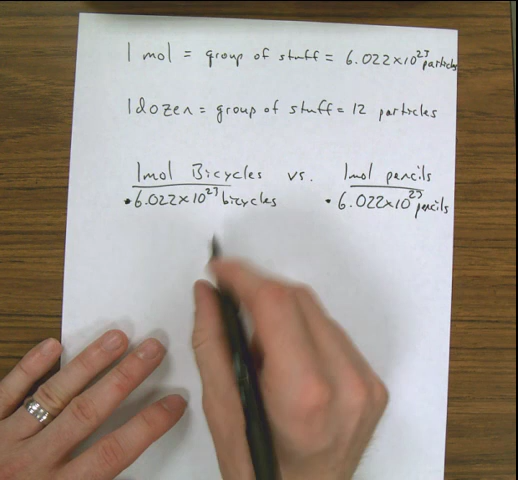 1 mol = group of stuff = 6.022×10²³ particles
1 dozen = group of stuff = 12 particles
1 mol Bicycles vs. 1 mol pencils
• 6.022×10²³ bicycles • 6.022×10²³ pencils